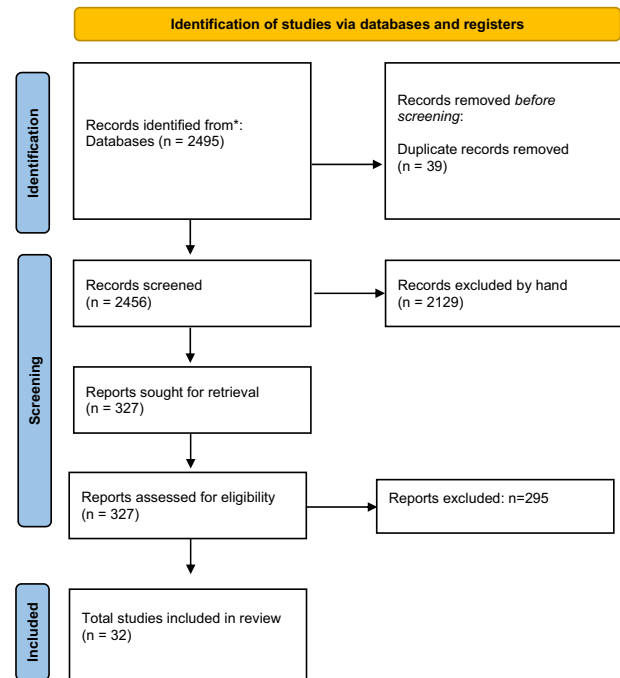 Identification of studies via databases and registers
Identification
Records identified from*:
Databases (n = 2495)
Records removed before
screening:
Duplicate records removed
(n = 39)
Screening
Records screened
(n = 2456)
Records excluded by hand
(n = 2129)
Reports sought for retrieval
(n = 327)
Reports assessed for eligibility
(n = 327)
Reports excluded: n=295
Included
Total studies included in review
(n = 32)